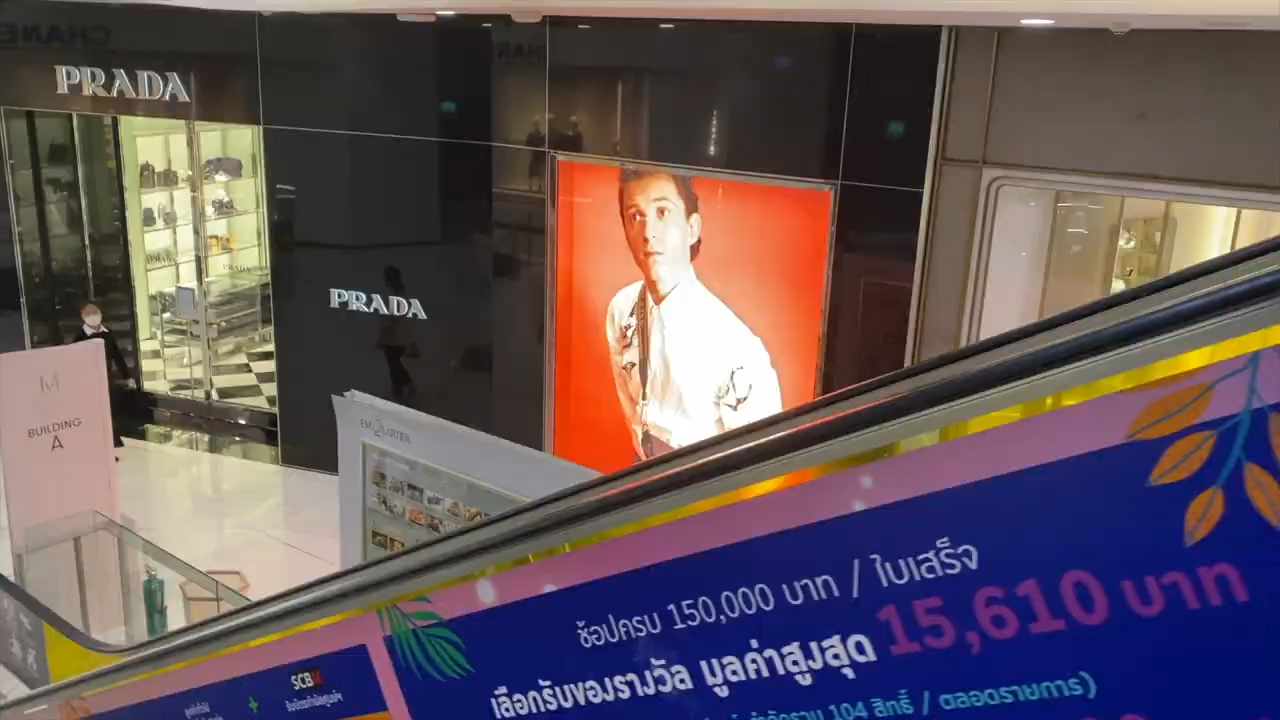 PRADA
PRADA
M
BUILDING
A
EMQUARTIER
ช้อปครบ 150,000 บาท / ใบเสร็จ
เลือกรับของรางวัล มูลค่าสูงสุด 15,610 บาท
104 สิทธิ์ / ตลอดรายการ)
+
SCB M